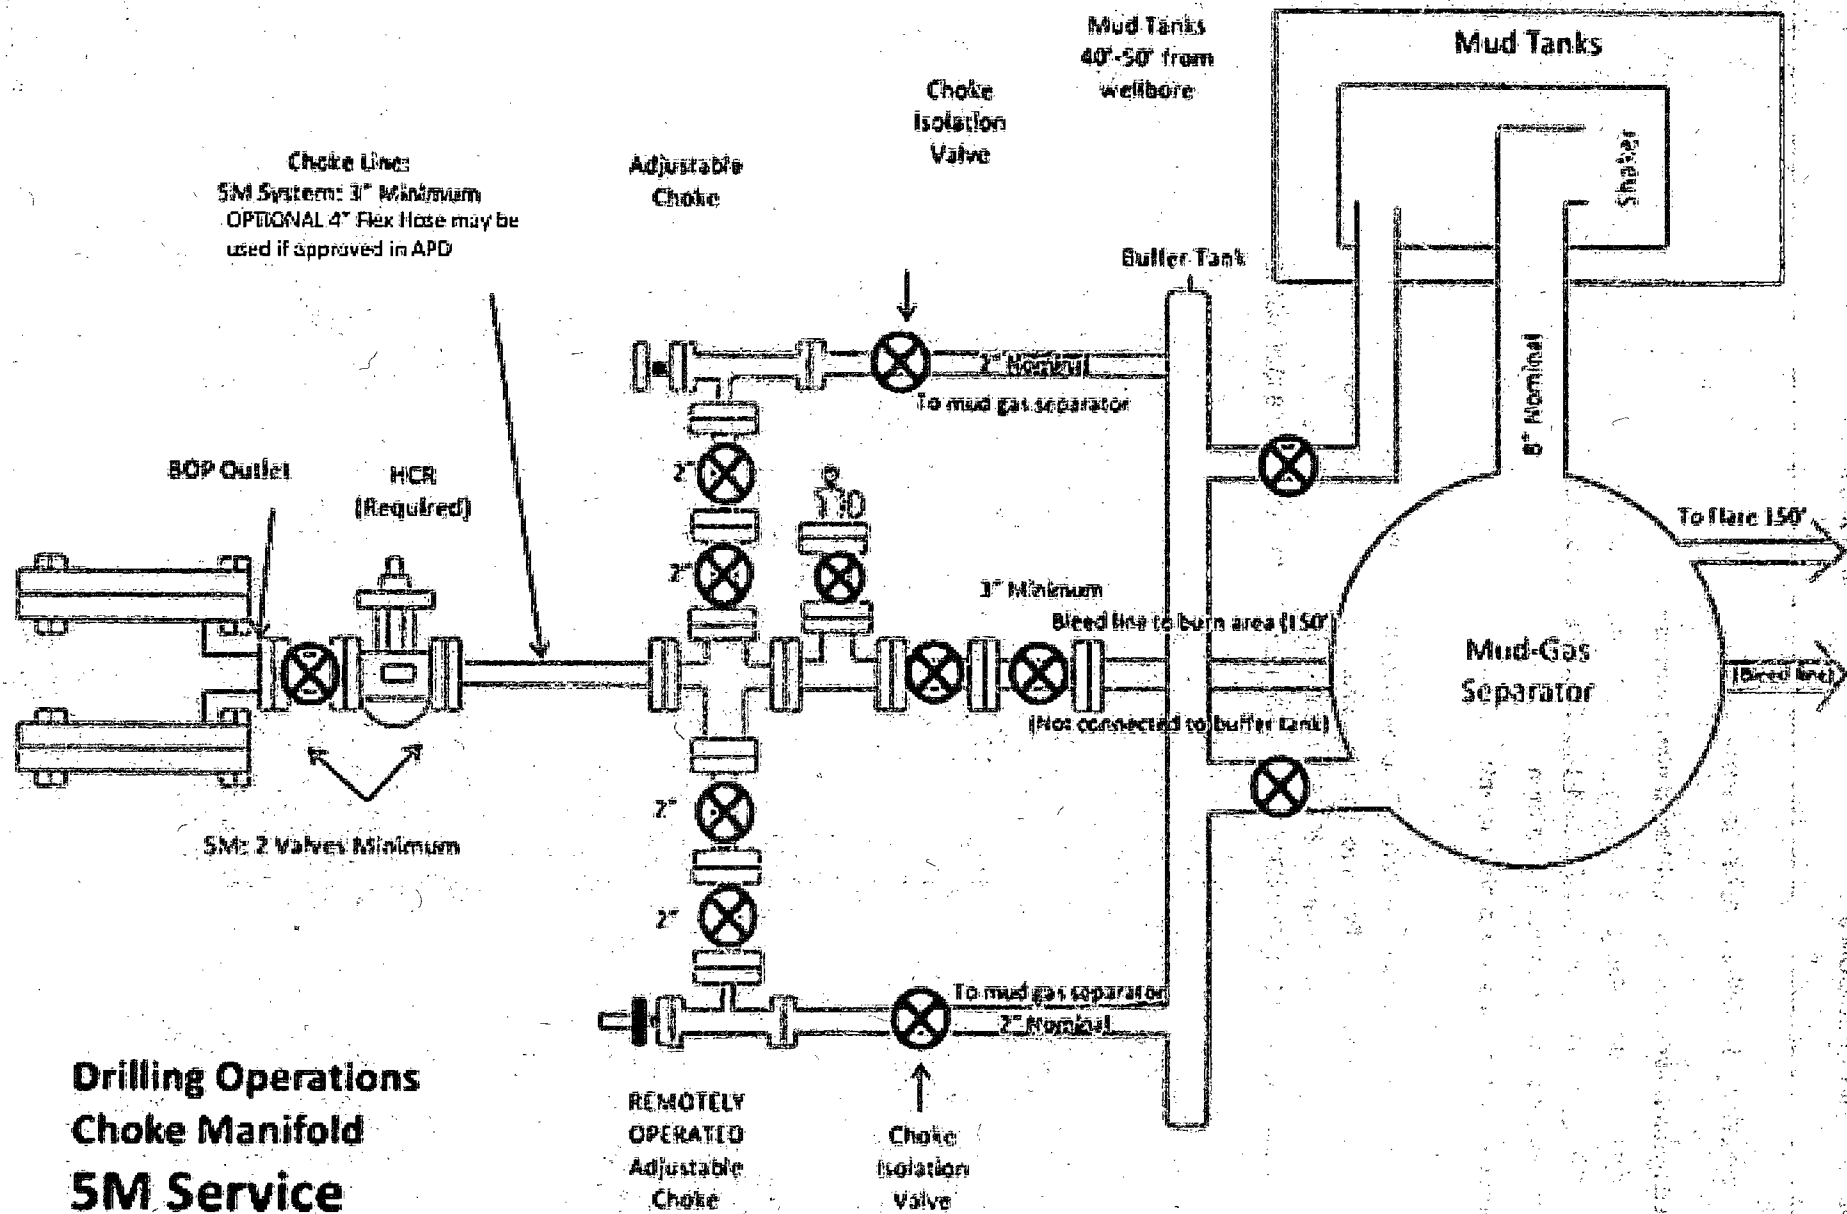 Mud Tanks
40'-50' from
wellbore
Mud Tanks
Shaker
Choke
Isolation
Valve
Choke Line:
5M System: 3" Minimum
OPTIONAL 4" Flex Hose may be
used if approved in APD
Adjustable
Choke
Buffer Tank
2" Nominal
To mud gas separator
8" Nominal
BOP Outlet
HCR
(Required)
2"
2"
To Flare 150'
3" Minimum
Bleed line to burn area (150')
Mud-Gas
Separator
(Bleed line)
(Not connected to buffer tank)
5M: 2 Valves Minimum
2"
2"
To mud gas separator
2" Nominal
Drilling Operations
Choke Manifold
5M Service
REMOTELY
OPERATED
Adjustable
Choke
Choke
Isolation
Valve